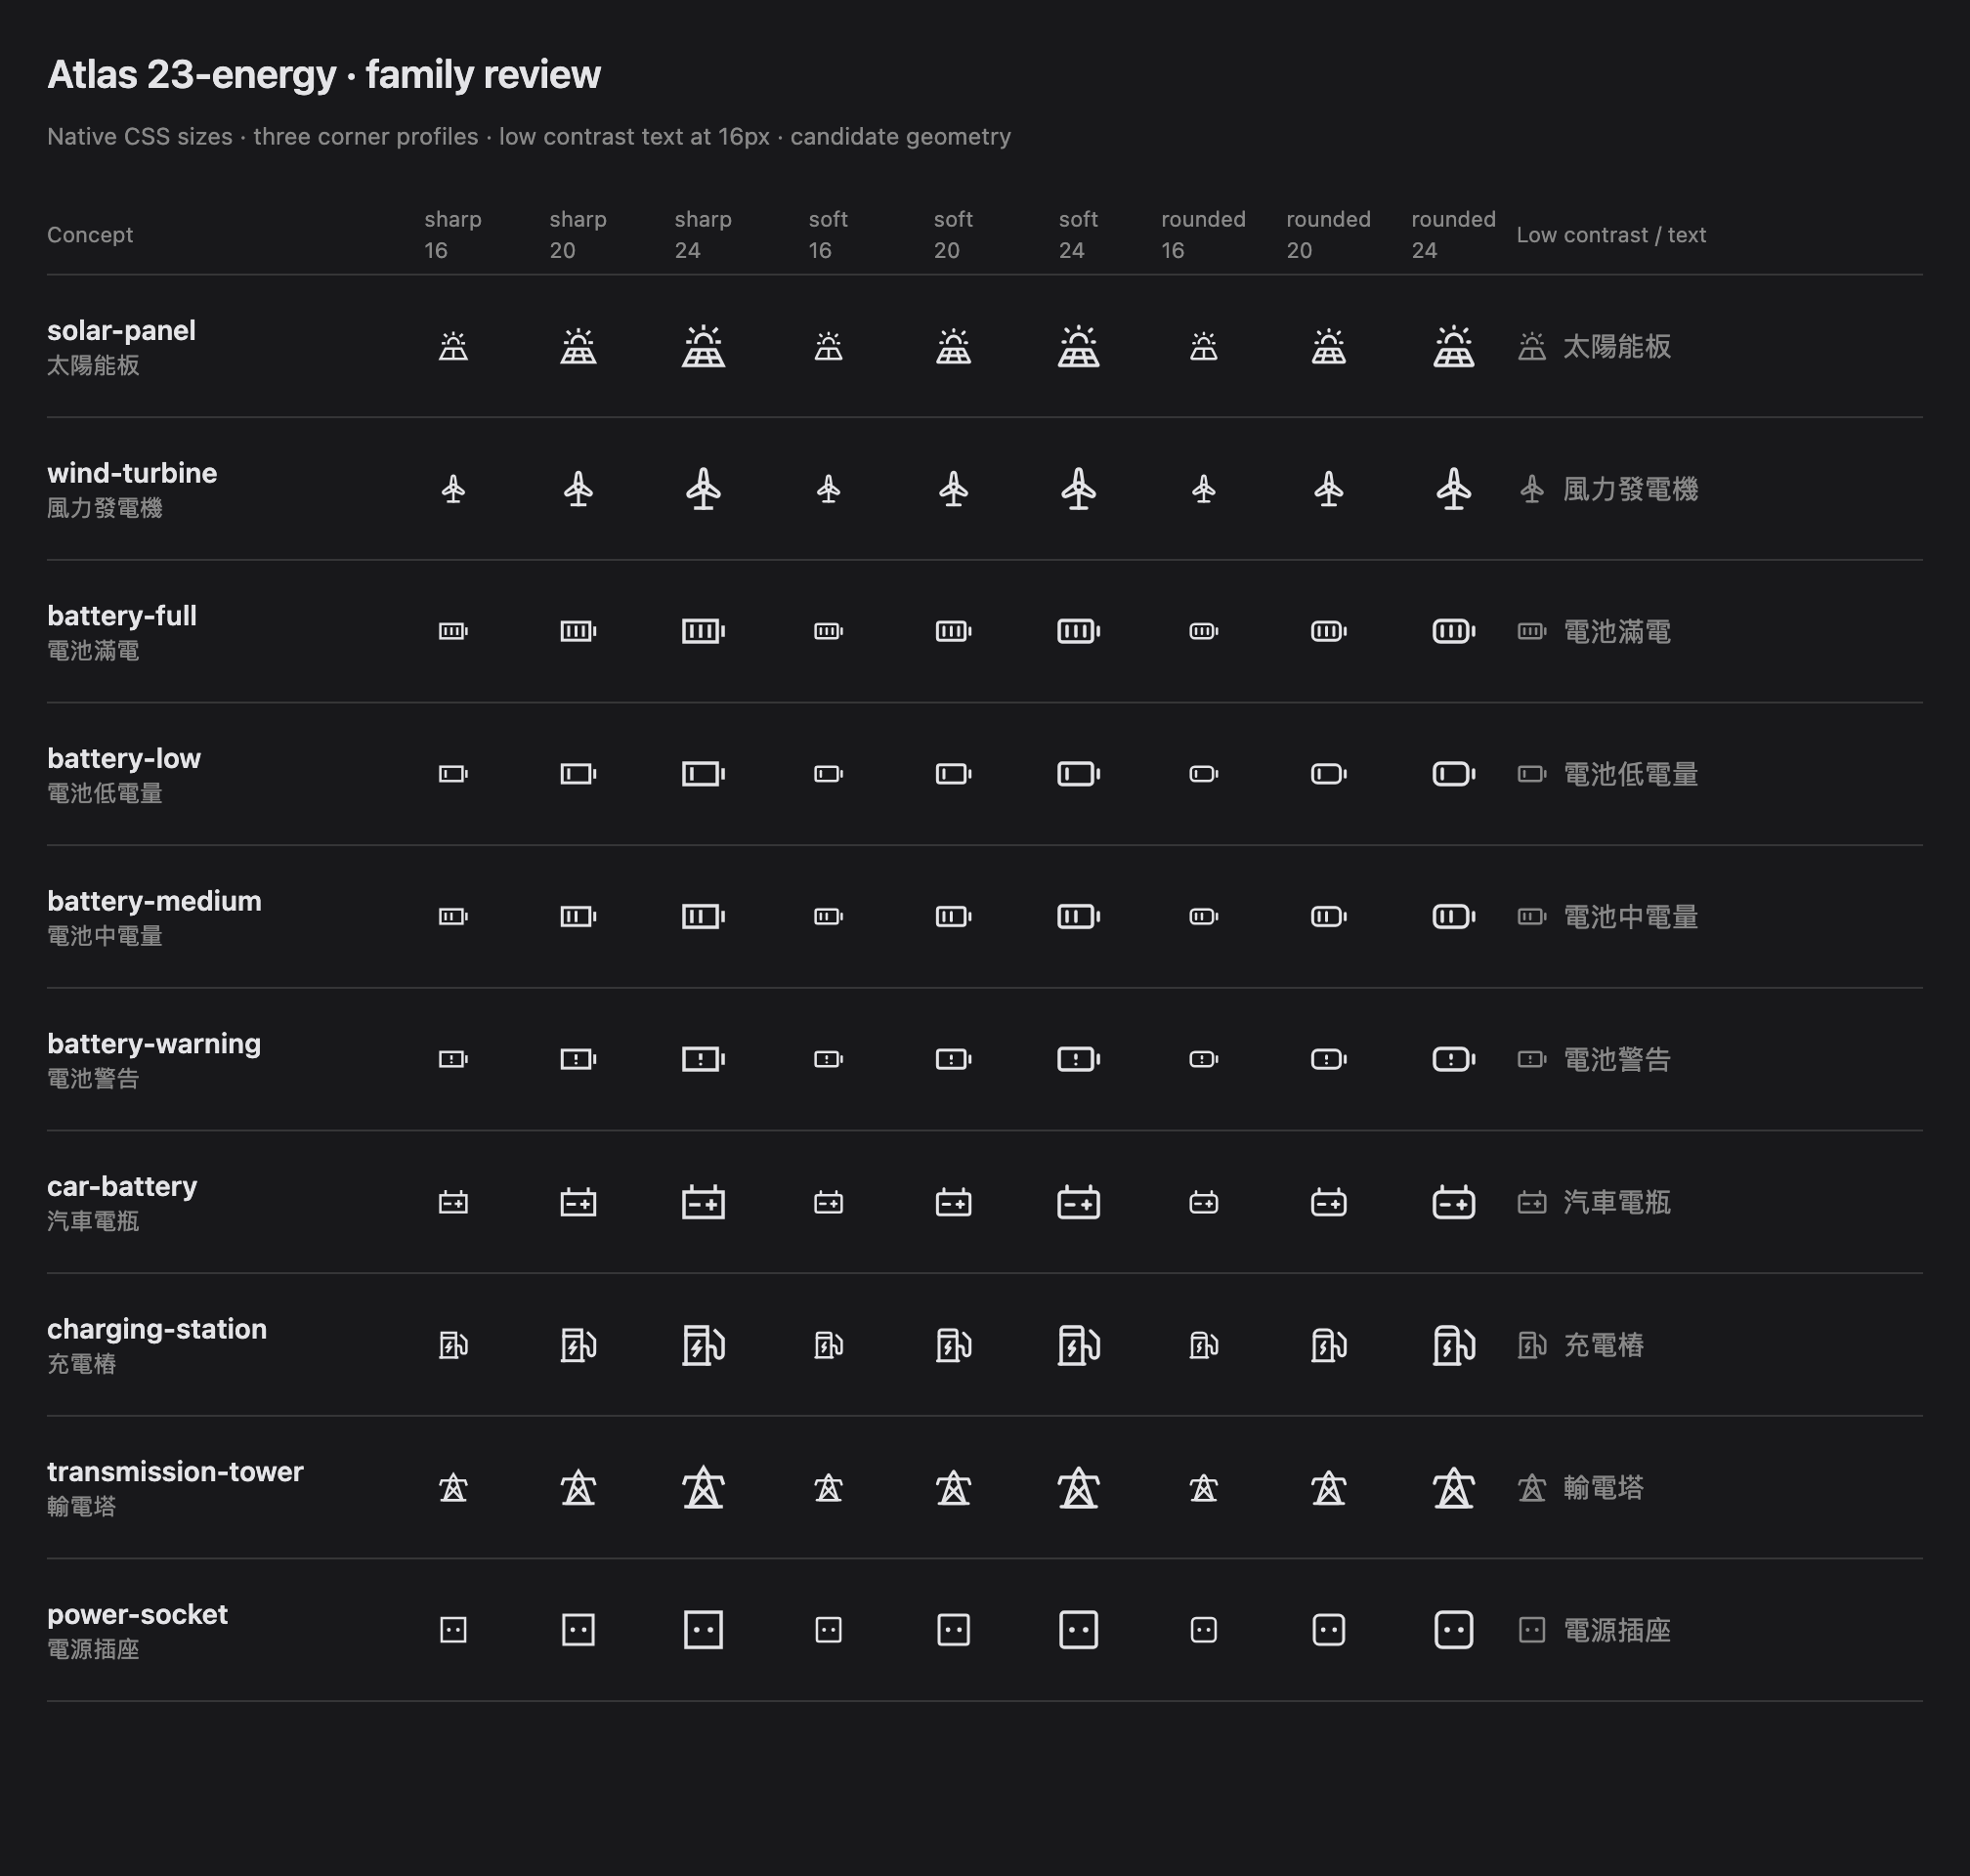 Atlas 23-energy · family review
Native CSS sizes · three corner profiles · low contrast text at 16px · candidate geometry
Concept
sharp 16
sharp 20
sharp 24
soft 16
soft 20
soft 24
rounded 16
rounded 20
rounded 24
Low contrast / text
solar-panel
太陽能板
太陽能板
wind-turbine
風力發電機
風力發電機
battery-full
電池滿電
電池滿電
battery-low
電池低電量
電池低電量
battery-medium
電池中電量
電池中電量
battery-warning
電池警告
電池警告
car-battery
汽車電瓶
汽車電瓶
charging-station
充電樁
充電樁
transmission-tower
輸電塔
輸電塔
power-socket
電源插座
電源插座